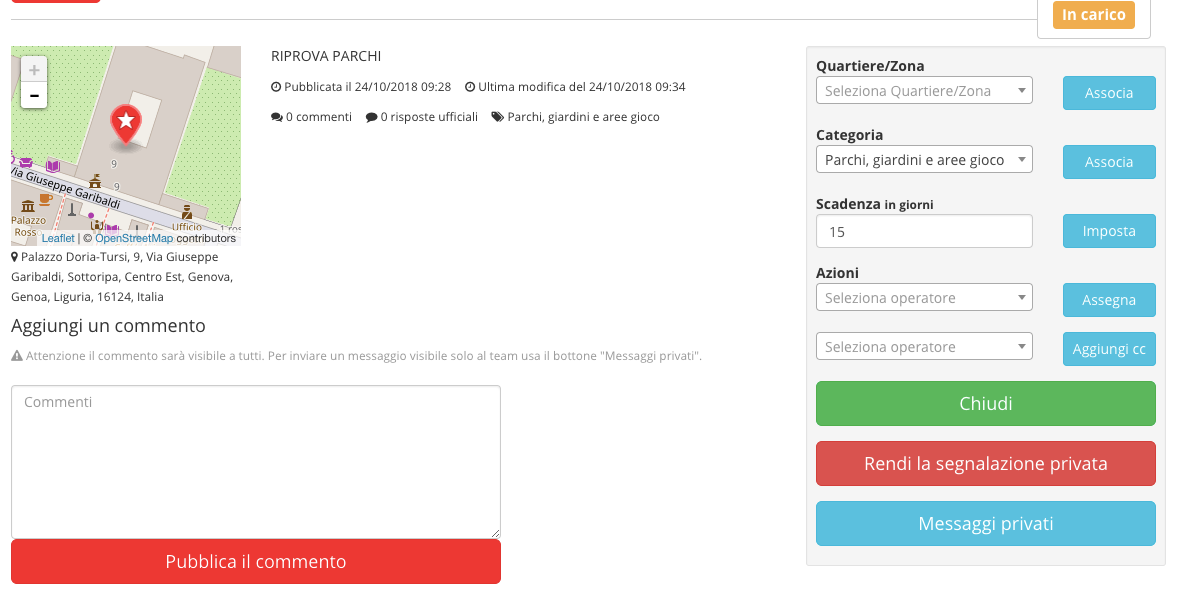 In carico
RIPROVA PARCHI
Pubblicata il 24/10/2018 09:28 Ultima modifica del 24/10/2018 09:34
0 commenti 0 risposte ufficiali Parchi, giardini e aree gioco
+
-
9
9
Via Giuseppe Garibaldi
Palazzo
Ross
Ufficio
Leaflet | © OpenStreetMap contributors
Palazzo Doria-Tursi, 9, Via Giuseppe
Garibaldi, Sottoripa, Centro Est, Genova,
Genoa, Liguria, 16124, Italia
Aggiungi un commento
Attenzione il commento sarà visibile a tutti. Per inviare un messaggio visibile solo al team usa il bottone "Messaggi privati".
Commenti
Pubblica il commento
Quartiere/Zona
Seleziona Quartiere/Zona Associa
Categoria
Parchi, giardini e aree gioco Associa
Scadenza in giorni
15 Imposta
Azioni
Seleziona operatore Assegna
Seleziona operatore Aggiungi cc
Chiudi
Rendi la segnalazione privata
Messaggi privati